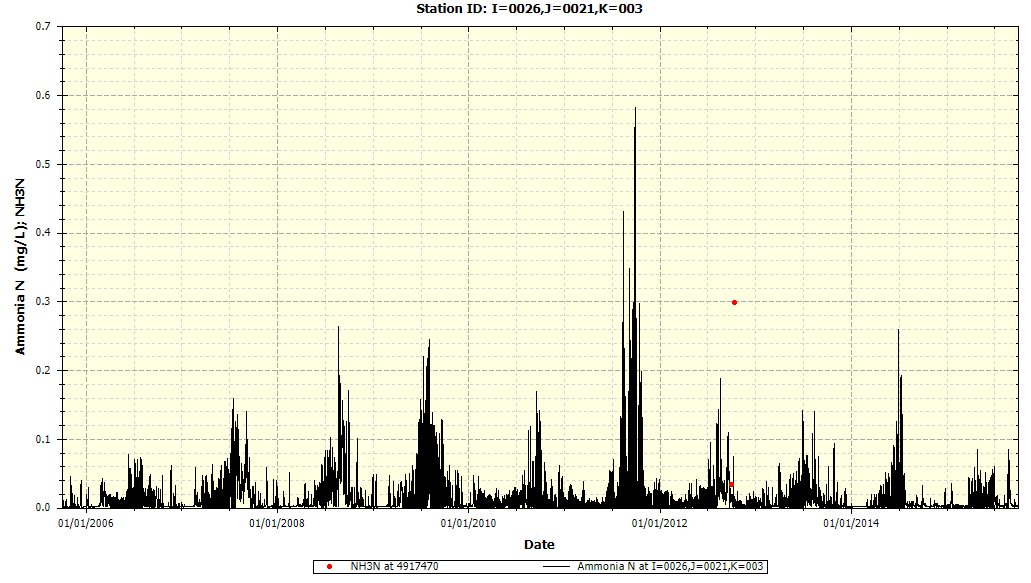 Station ID: I=0026,J=0021,K=003
0.7
0.6
0.5
0.4
0.3
0.2
0.1
0.0
Ammonia N (mg/L); NH3N
01/01/2006 01/01/2008 01/01/2010 01/01/2012 01/01/2014
Date
NH3N at 4917470 Ammonia N at I=0026,J=0021,K=003